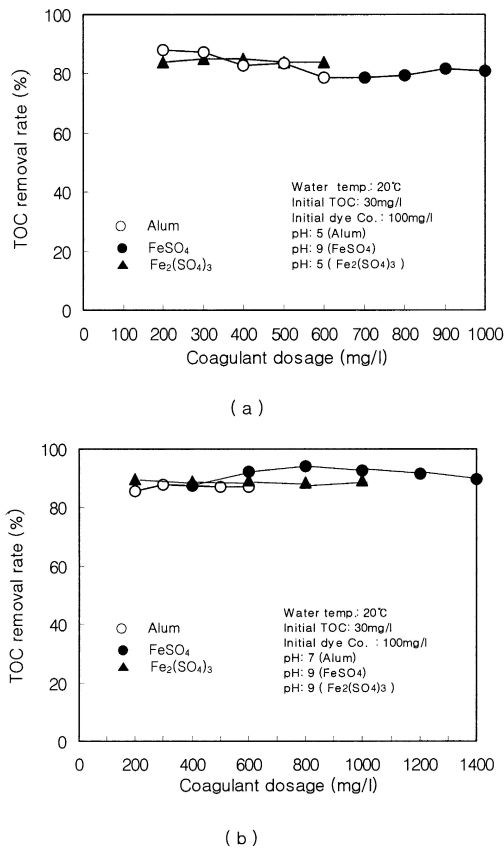 100
80
60
40
20
0
TOC removal rate (%)
Alum
FeSO4
Fe2(SO4)3
Water temp.: 20℃
Initial TOC: 30mg/l
Initial dye Co.: 100mg/l
pH: 5 (Alum)
pH: 9 (FeSO4)
pH: 5 ( Fe2(SO4)3 )
0 100 200 300 400 500 600 700 800 900 1000
Coagulant dosage (mg/l)
( a )
100
80
60
40
20
0
TOC removal rate (%)
Alum
FeSO4
Fe2(SO4)3
Water temp.: 20℃
Initial TOC: 30mg/l
Initial dye Co. : 100mg/l
pH: 7 (Alum)
pH: 9 (FeSO4)
pH: 9 ( Fe2(SO4)3 )
0 200 400 600 800 1000 1200 1400
Coagulant dosage (mg/l)
( b )